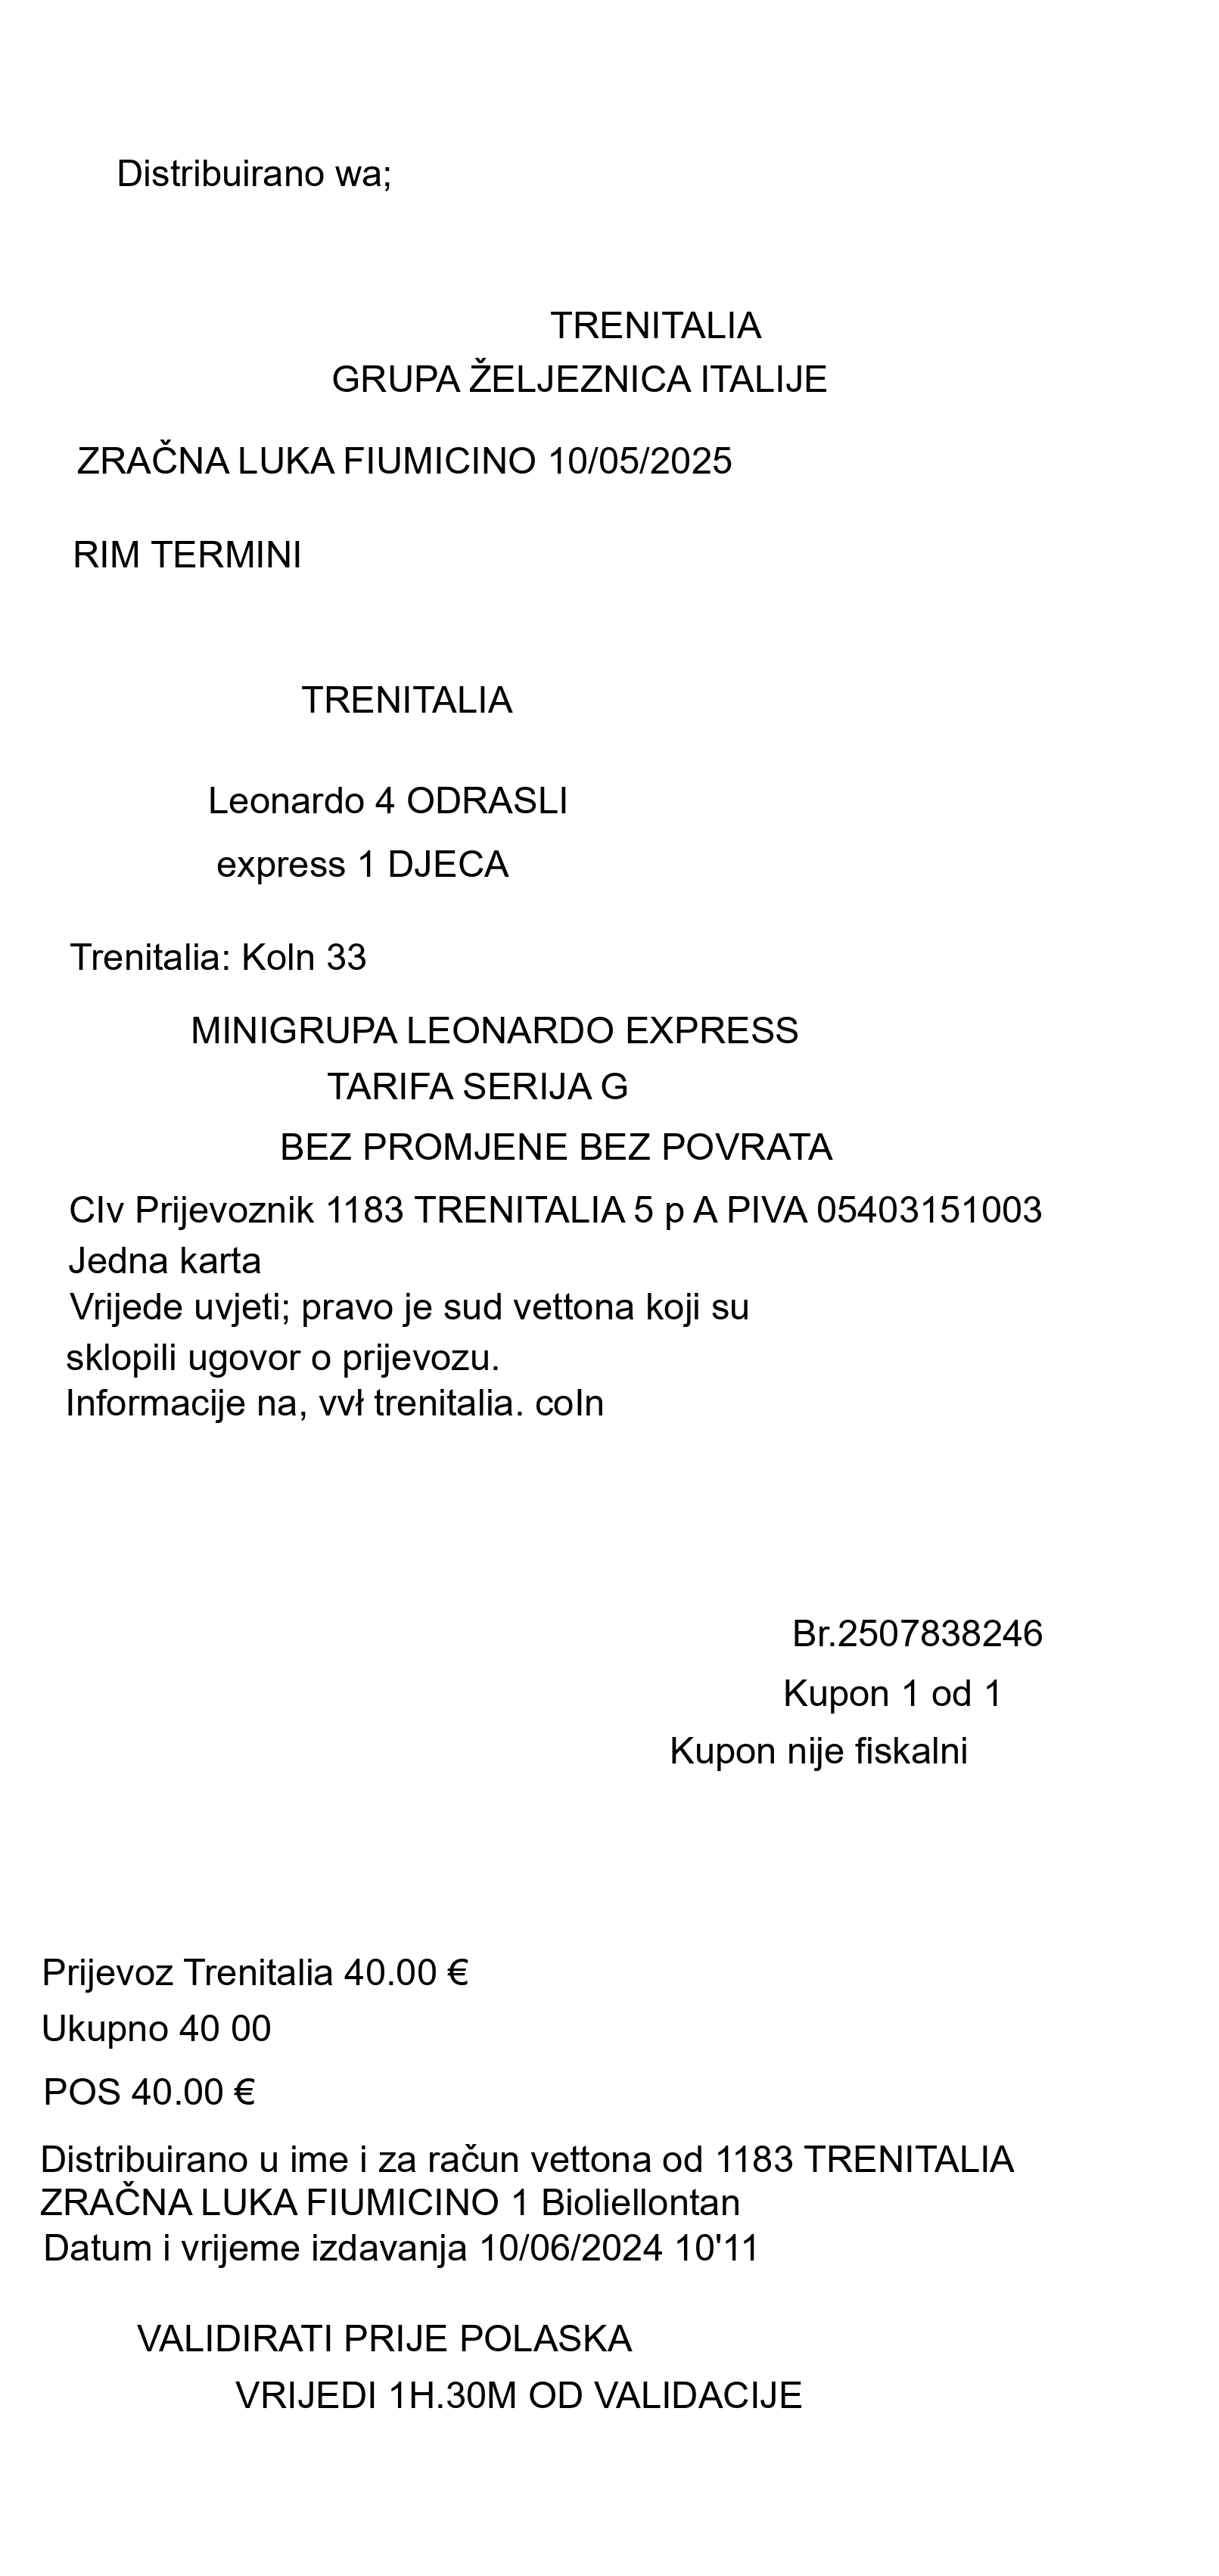 Distribuirano wa;
TRENITALIA
GRUPA ŽELJEZNICA ITALIJE
ZRAČNA LUKA FIUMICINO 10/05/2025
RIM TERMINI
TRENITALIA
Leonardo 4 ODRASLI
express 1 DJECA
Trenitalia: Koln 33
MINIGRUPA LEONARDO EXPRESS
TARIFA SERIJA G
BEZ PROMJENE BEZ POVRATA
CIv Prijevoznik 1183 TRENITALIA 5 p A PIVA 05403151003
Jedna karta
Vrijede uvjeti; pravo je sud vettona koji su
sklopili ugovor o prijevozu.
Informacije na, vvł trenitalia. coIn
Br.2507838246
Kupon 1 od 1
Kupon nije fiskalni
Prijevoz Trenitalia 40.00 €
Ukupno 40 00
POS 40.00 €
Distribuirano u ime i za račun vettona od 1183 TRENITALIA
ZRAČNA LUKA FIUMICINO 1 Bioliellontan
Datum i vrijeme izdavanja 10/06/2024 10'11
VALIDIRATI PRIJE POLASKA
VRIJEDI 1H.30M OD VALIDACIJE